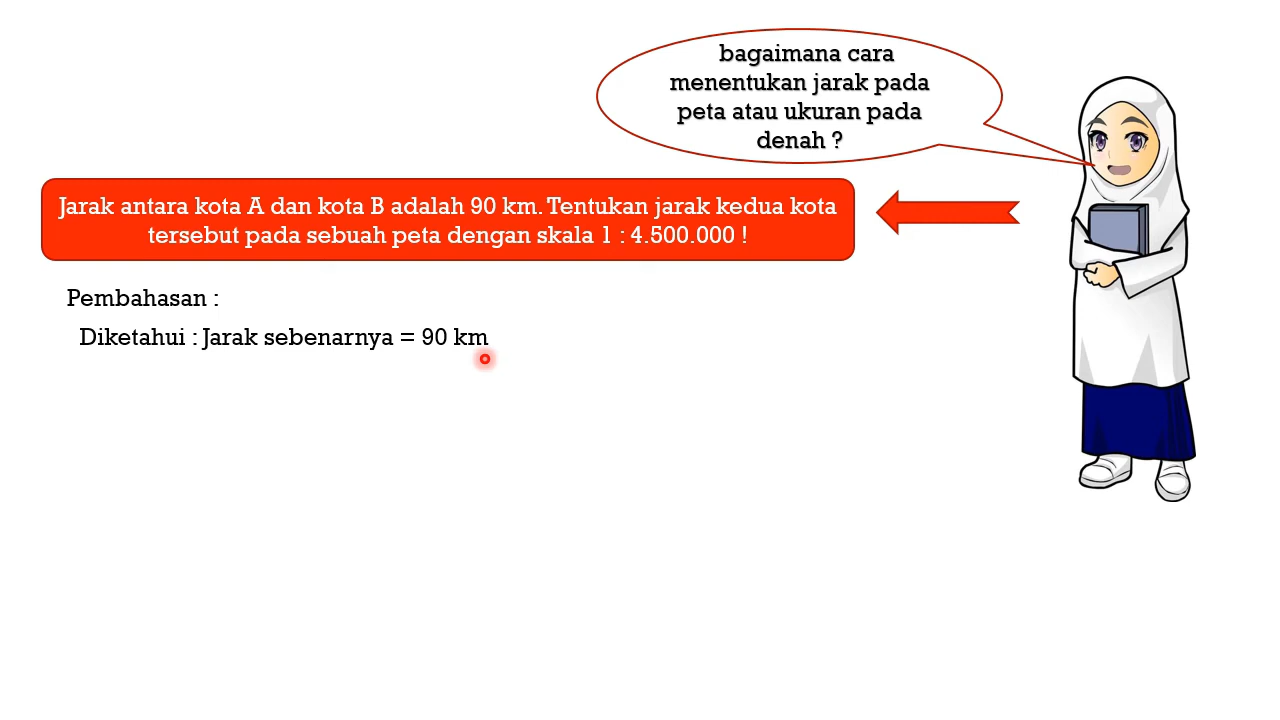 bagaimana cara
menentukan jarak pada
peta atau ukuran pada
denah ?
Jarak antara kota A dan kota B adalah 90 km. Tentukan jarak kedua kota
tersebut pada sebuah peta dengan skala 1 : 4.500.000 !
Pembahasan :
Diketahui : Jarak sebenarnya = 90 km